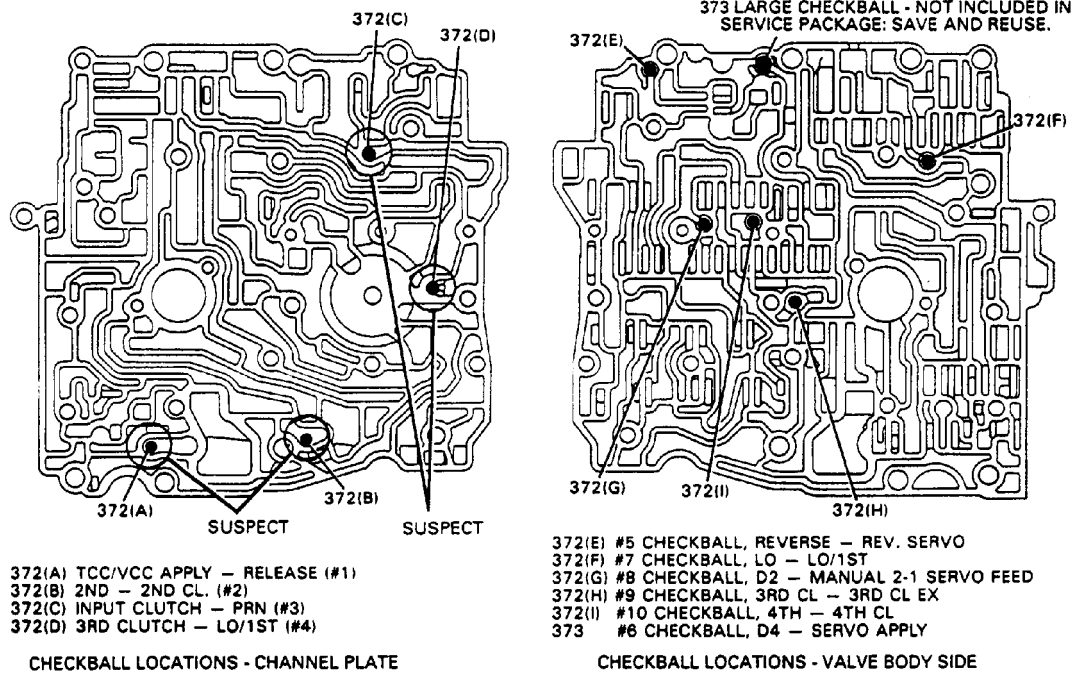 373 LARGE CHECKBALL - NOT INCLUDED IN
SERVICE PACKAGE: SAVE AND REUSE.
372(C)
372(D)
372(E)
372(F)
372(A)
372(B)
SUSPECT
SUSPECT
372(G)
372(I)
372(H)
372(A) TCC/VCC APPLY — RELEASE (#1)
372(B) 2ND — 2ND CL. (#2)
372(C) INPUT CLUTCH — PRN (#3)
372(D) 3RD CLUTCH — LO/1ST (#4)
CHECKBALL LOCATIONS - CHANNEL PLATE
372(E) #5 CHECKBALL, REVERSE — REV. SERVO
372(F) #7 CHECKBALL, LO — LO/1ST
372(G) #8 CHECKBALL, D2 — MANUAL 2-1 SERVO FEED
372(H) #9 CHECKBALL, 3RD CL — 3RD CL EX
372(I) #10 CHECKBALL, 4TH — 4TH CL
373 #6 CHECKBALL, D4 — SERVO APPLY
CHECKBALL LOCATIONS - VALVE BODY SIDE